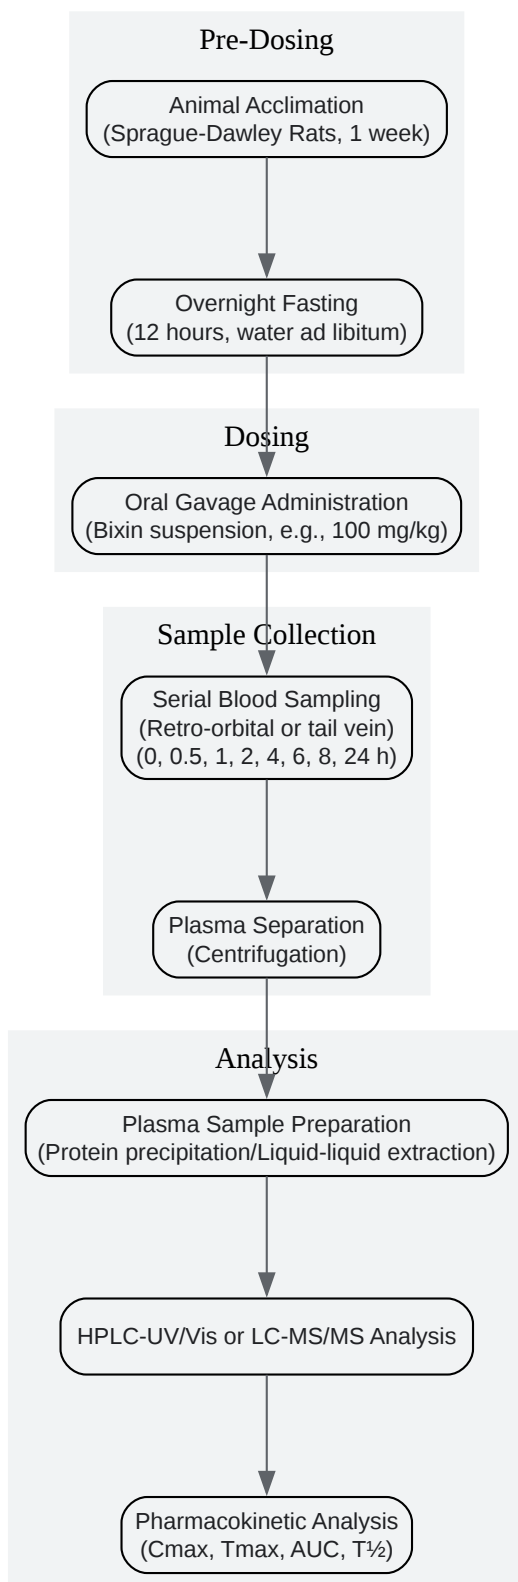 Pre-Dosing
Animal Acclimation
(Sprague-Dawley Rats, 1 week)
Overnight Fasting
(12 hours, water ad libitum)
Dosing
Oral Gavage Administration
(Bixin suspension, e.g., 100 mg/kg)
Sample Collection
Serial Blood Sampling
(Retro-orbital or tail vein)
(0, 0.5, 1, 2, 4, 6, 8, 24 h)
Plasma Separation
(Centrifugation)
Analysis
Plasma Sample Preparation
(Protein precipitation/Liquid-liquid extraction)
HPLC-UV/Vis or LC-MS/MS Analysis
Pharmacokinetic Analysis
(Cmax, Tmax, AUC, T½)